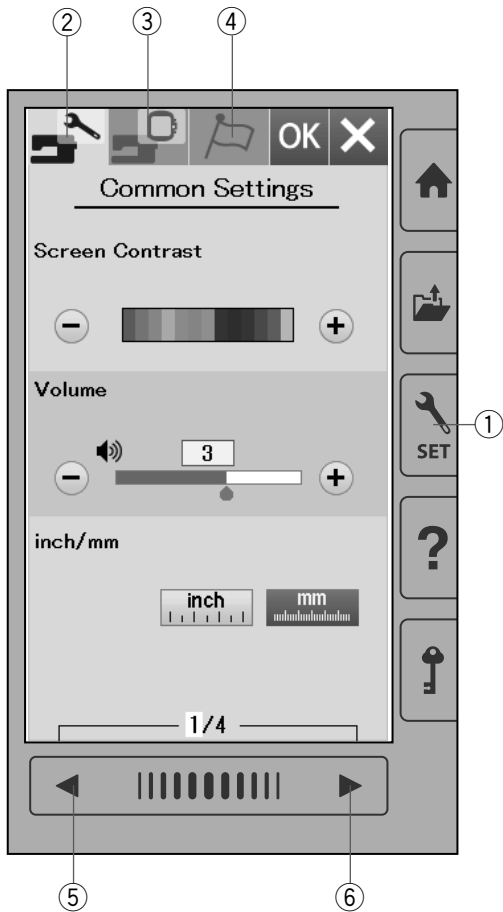 ② ③ ④
OK
Common Settings
Screen Contrast
Volume
3
SET
①
inch/mm
inch mm
?
1/4
⑤ ⑥